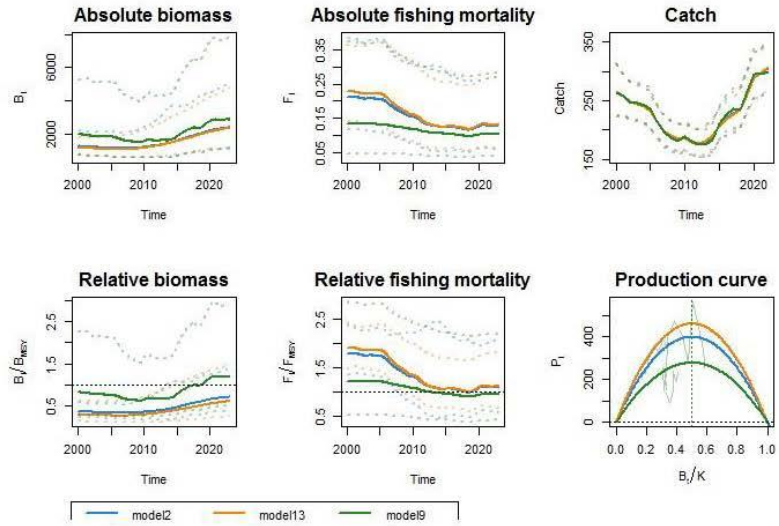 Absolute biomass
B_t
2000 6000
2000 2010 2020
Time
Absolute fishing mortality
F_t
0.05 0.15 0.25 0.35
2000 2010 2020
Time
Catch
Catch
150 250 350
2000 2010 2020
Time
Relative biomass
B_t/B_MSY
0.5 1.5 2.5
2000 2010 2020
Time
Relative fishing mortality
F_t/F_MSY
0.5 1.5 2.5
2000 2010 2020
Time
Production curve
P_t
0 200 400
0.0 0.2 0.4 0.6 0.8 1.0
B_t/K
model2 model13 model9